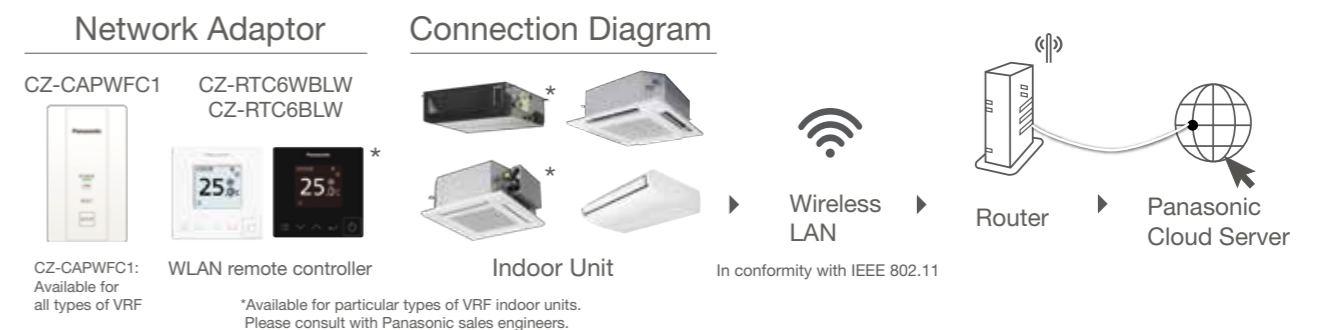 Network Adaptor
Connection Diagram
CZ-CAPWFC1
CZ-RTC6WBLW
CZ-RTC6BLW
*
*
*
Panasonic
Panasonic
25
25
CZ-CAPWFC1:
Available for
all types of VRF
WLAN remote controller
Indoor Unit
Wireless
LAN
In conformity with IEEE 802.11
Router
Panasonic
Cloud Server
*Available for particular types of VRF indoor units.
Please consult with Panasonic sales engineers.